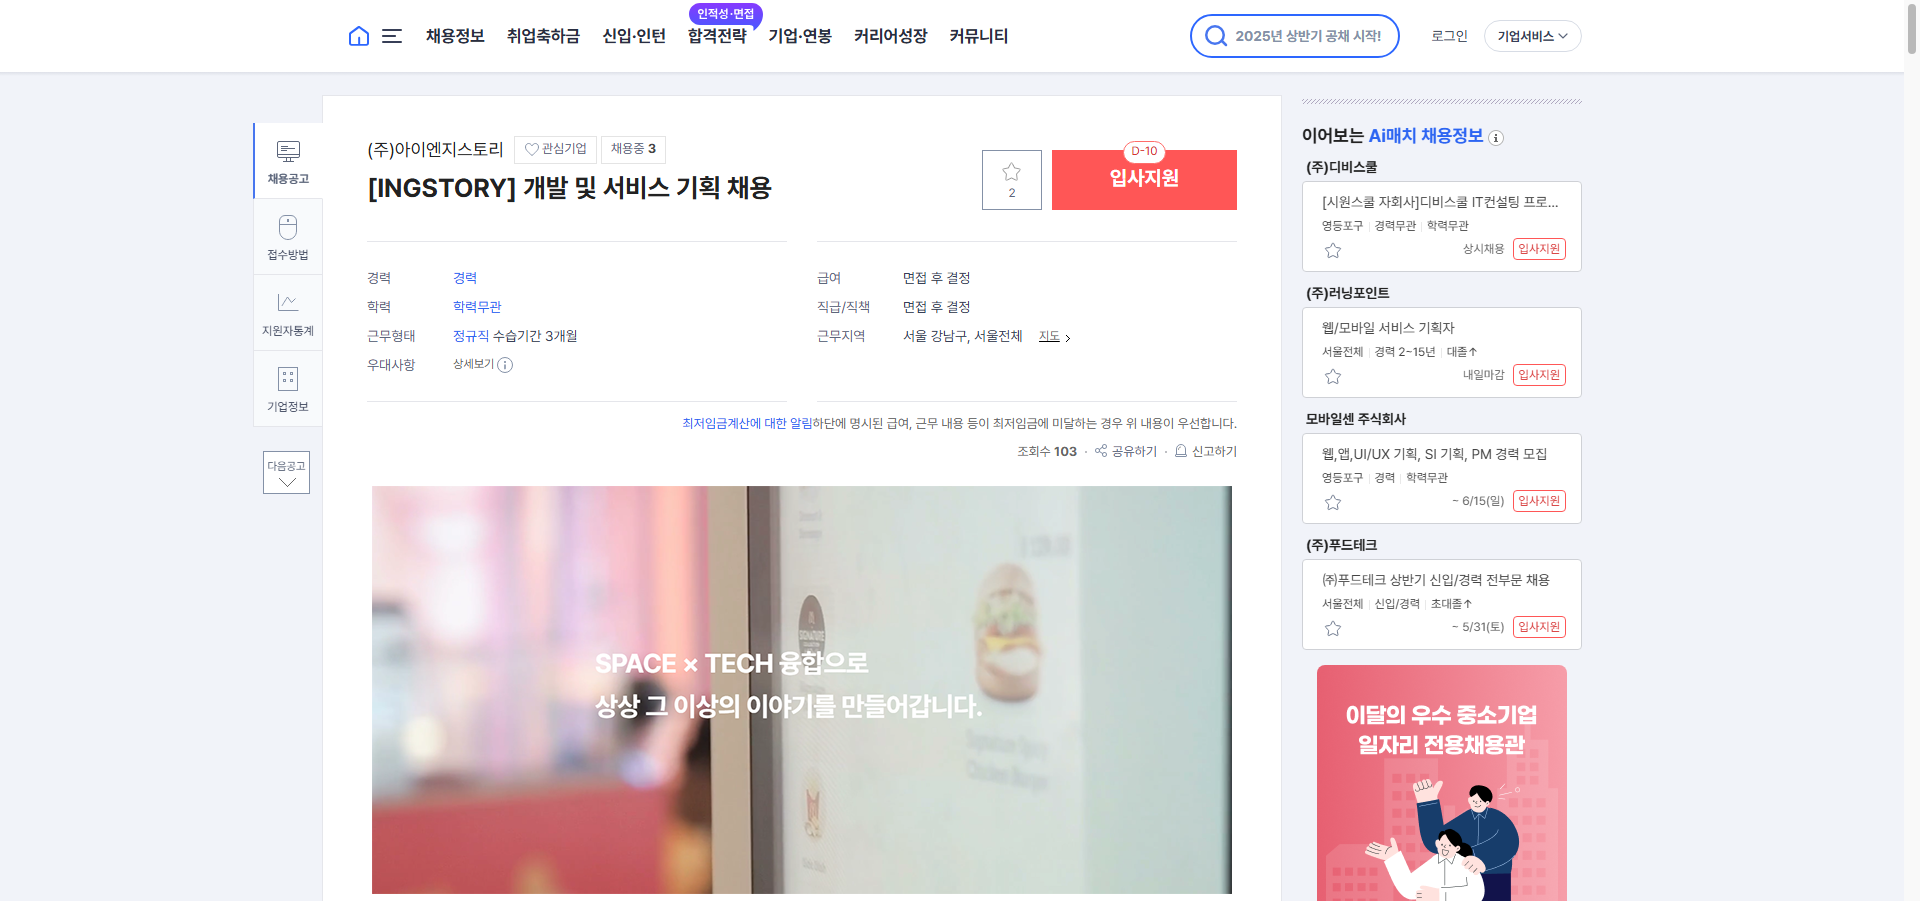 인적성·면접
채용정보 취업축하금 신입·인턴 합격전략 기업·연봉 커리어성장 커뮤니티
2025년 상반기 공채 시작!
로그인
기업서비스
채용공고
접수방법
지원자통계
기업정보
다음공고
(주)아이엔지스토리
관심기업
채용중 3
[INGSTORY] 개발 및 서비스 기획 채용
2
D-10
입사지원
경력 경력
학력 학력무관
근무형태 정규직 수습기간 3개월
우대사항 상세보기
급여 면접 후 결정
직급/직책 면접 후 결정
근무지역 서울 강남구, 서울전체 지도
최저임금계산에 대한 알림하단에 명시된 급여, 근무 내용 등이 최저임금에 미달하는 경우 위 내용이 우선합니다.
조회수 103 · 공유하기 · 신고하기
SIGNATURE
SPACE × TECH 융합으로
상상 그 이상의 이야기를 만들어갑니다.
이어보는 Ai매치 채용정보
(주)디비스쿨
[시원스쿨 자회사]디비스쿨 IT컨설팅 프로...
영등포구 경력무관 학력무관
상시채용 입사지원
(주)러닝포인트
웹/모바일 서비스 기획자
서울전체 경력 2~15년 대졸↑
내일마감 입사지원
모바일센 주식회사
웹,앱,UI/UX 기획, SI 기획, PM 경력 모집
영등포구 경력 학력무관
~ 6/15(일) 입사지원
(주)푸드테크
㈜푸드테크 상반기 신입/경력 전부문 채용
서울전체 신입/경력 초대졸↑
~ 5/31(토) 입사지원
이달의 우수 중소기업
일자리 전용채용관